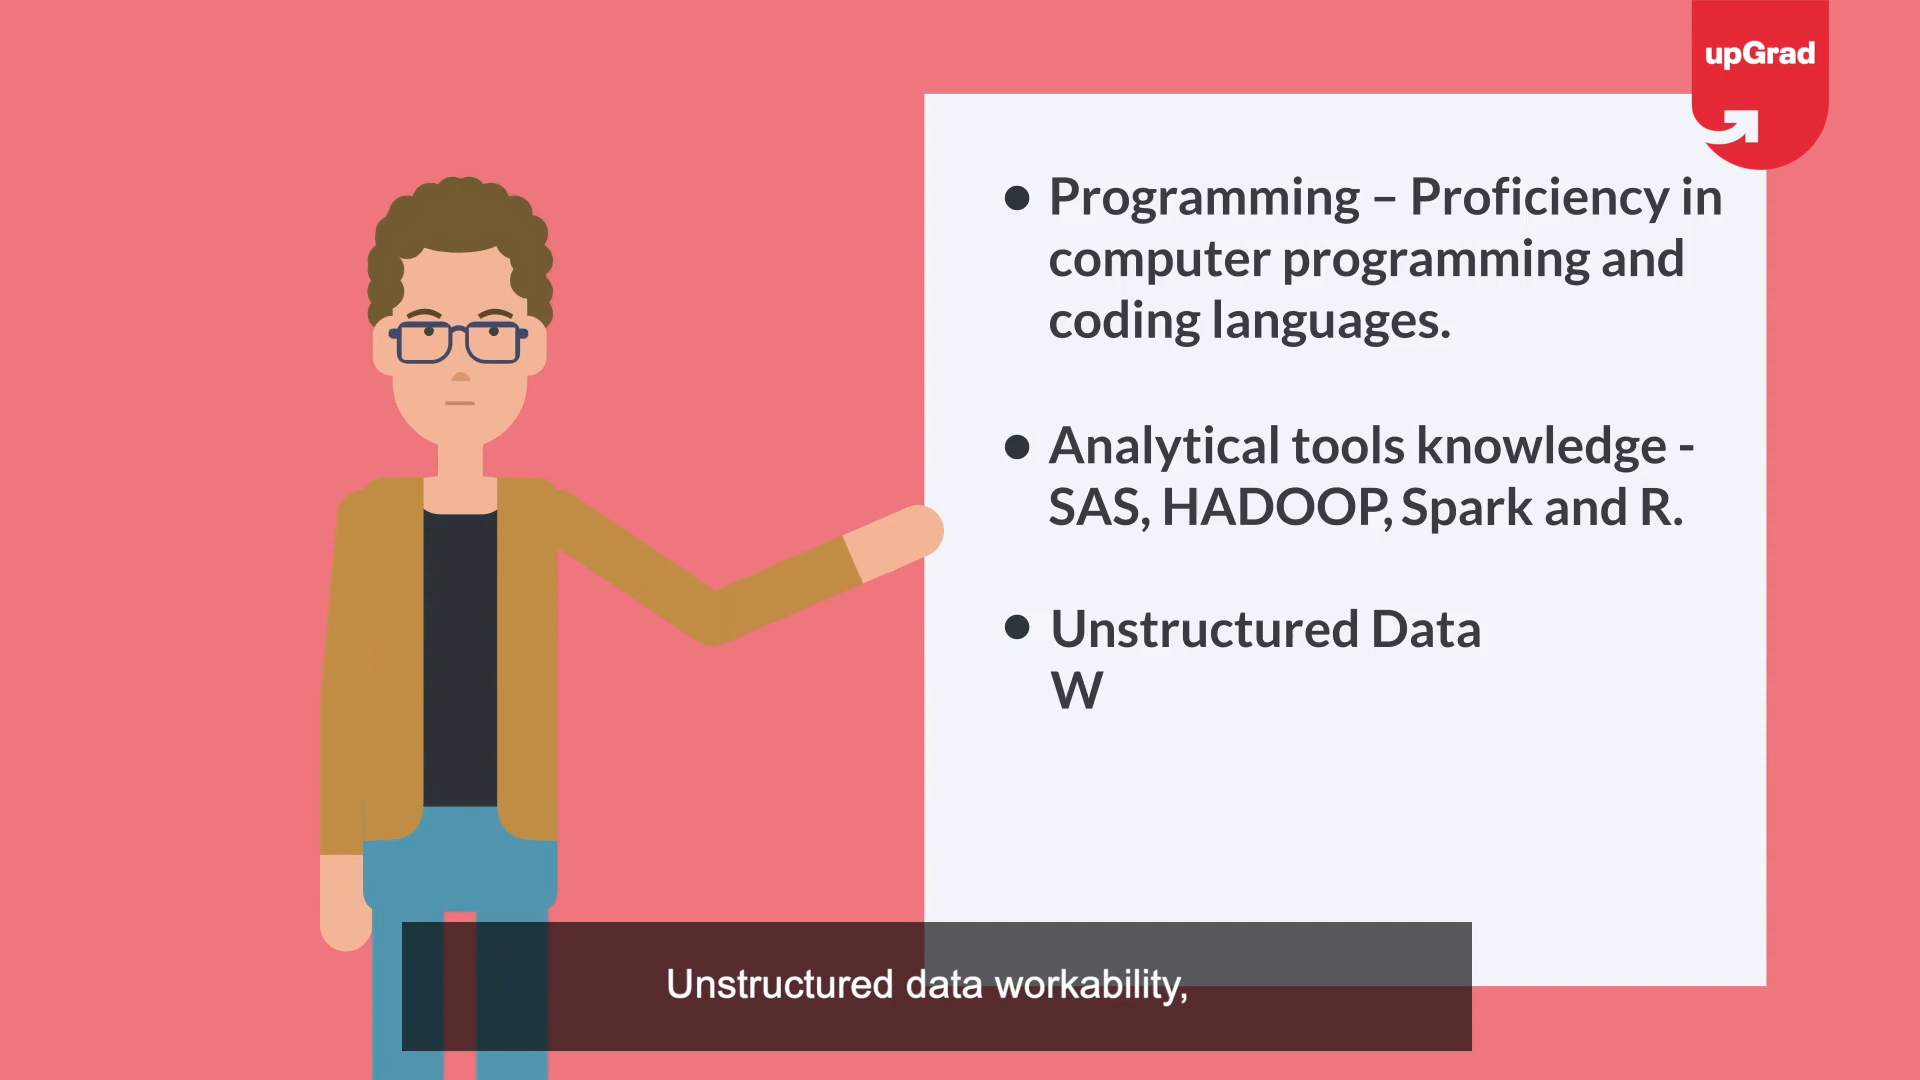 upGrad
● Programming – Proficiency in
computer programming and
coding languages.
● Analytical tools knowledge -
SAS, HADOOP, Spark and R.
● Unstructured Data
W
Unstructured data workability,